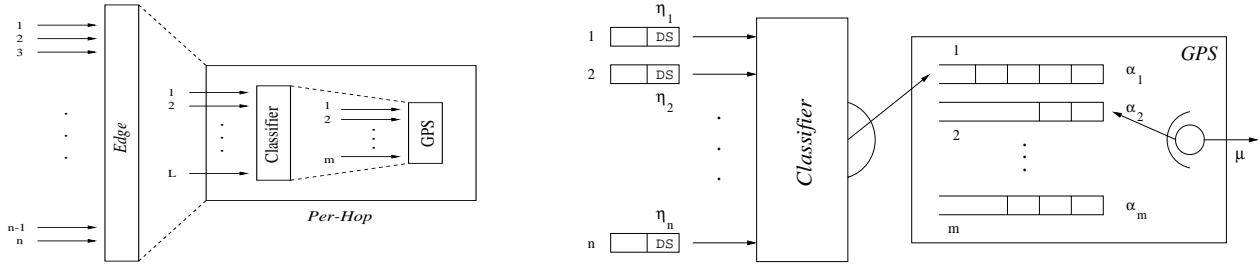 1
2
3
n-1
n
Edge
1
2
L
Classifier
1
2
m
GPS
Per-Hop
η1
1 DS
2 DS
η2
ηn
n DS
Classifier
GPS
1
α1
α2
2
αm
m
μ